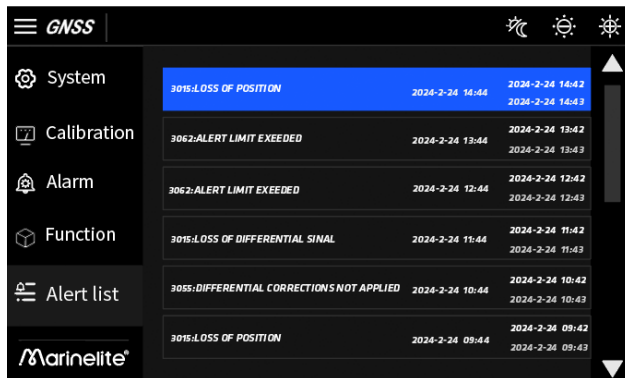 GNSS
System
Calibration
Alarm
Function
Alert list
Marinelite®
3015:LOSS OF POSITION 2024-2-24 14:44 2024-2-24 14:42
2024-2-24 14:43
3062:ALERT LIMIT EXEEDED 2024-2-24 13:44 2024-2-24 13:42
2024-2-24 13:43
3062:ALERT LIMIT EXEEDED 2024-2-24 12:44 2024-2-24 12:42
2024-2-24 12:43
3015:LOSS OF DIFFERENTIAL SINAL 2024-2-24 11:44 2024-2-24 11:42
2024-2-24 11:43
3055:DIFFERENTIAL CORRECTIONS NOT APPLIED 2024-2-24 10:44 2024-2-24 10:42
2024-2-24 10:43
3015:LOSS OF POSITION 2024-2-24 09:44 2024-2-24 09:42
2024-2-24 09:43